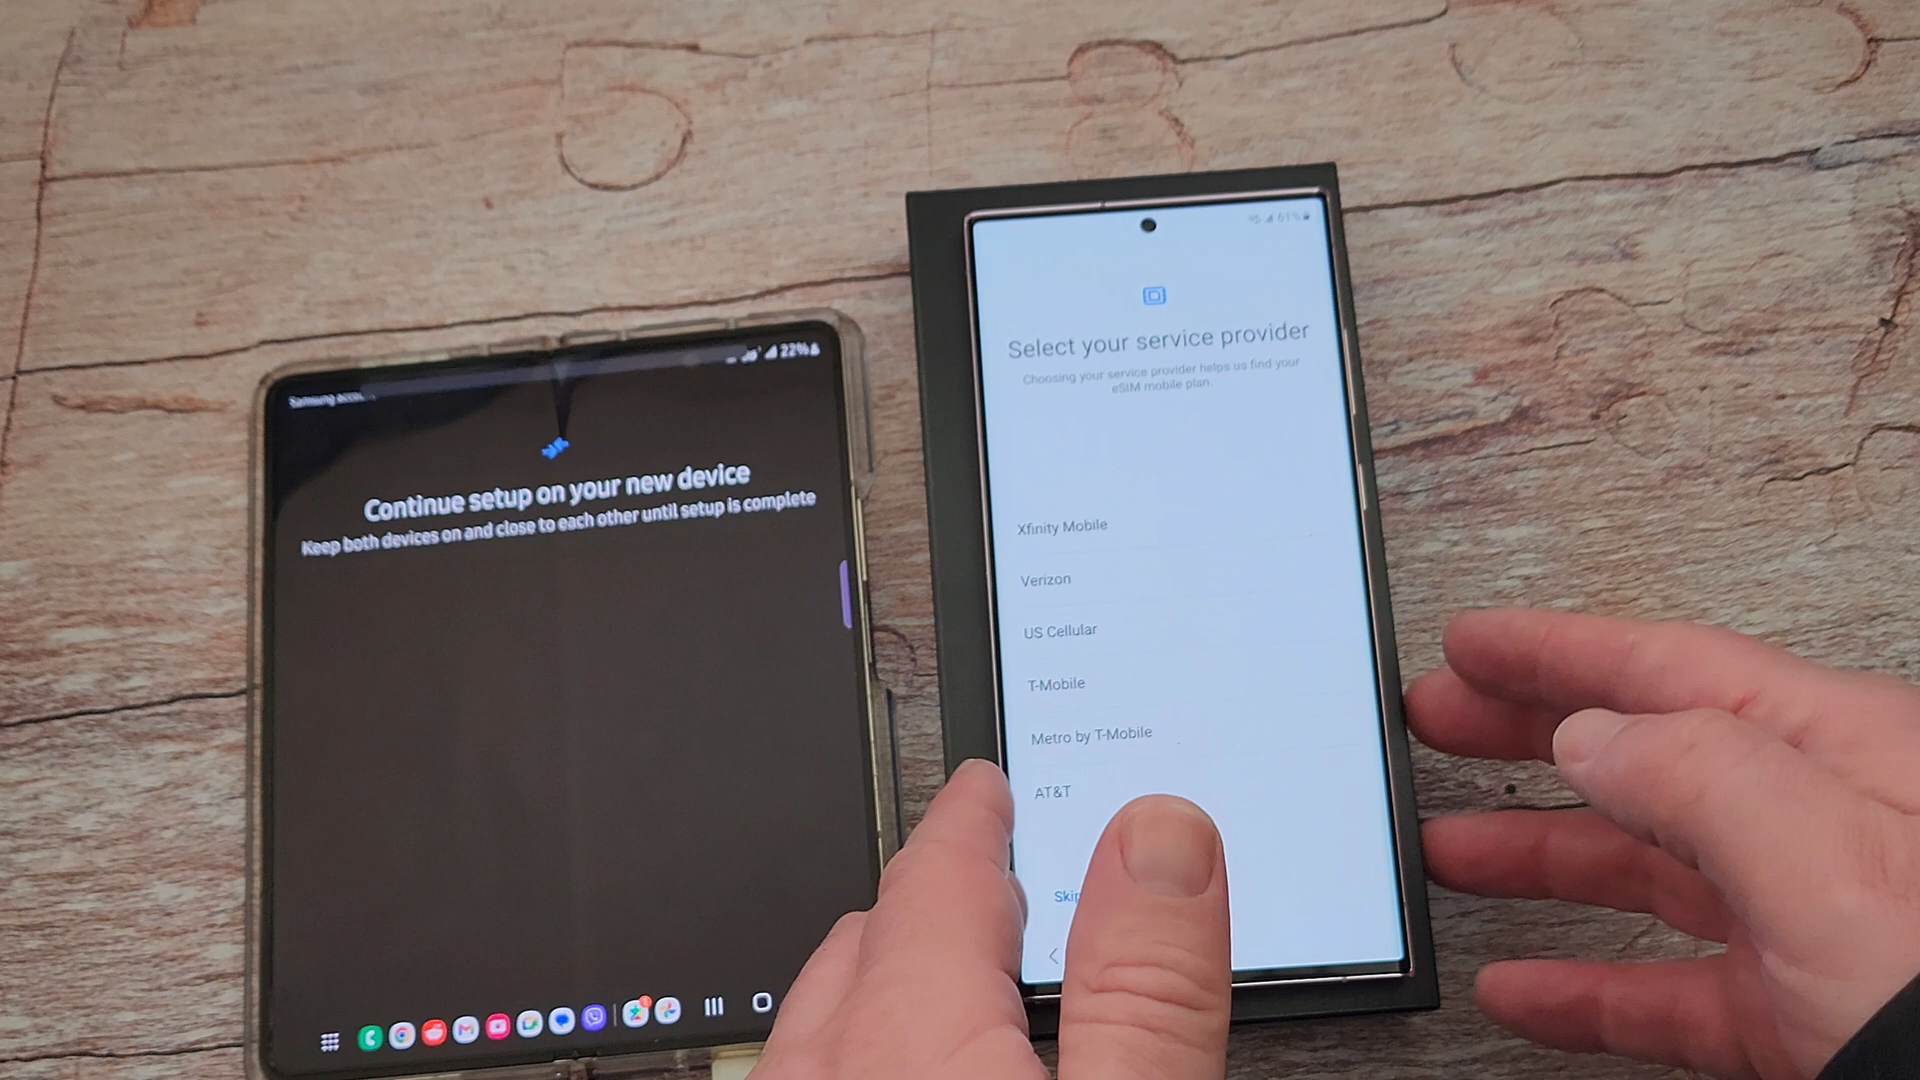 22%
Samsung
Continue setup on your new device
Keep both devices on and close to each other until setup is complete
61%
Select your service provider
Choosing your service provider helps us find your
eSIM mobile plan.
Xfinity Mobile
Verizon
US Cellular
T-Mobile
Metro by T-Mobile
AT&T